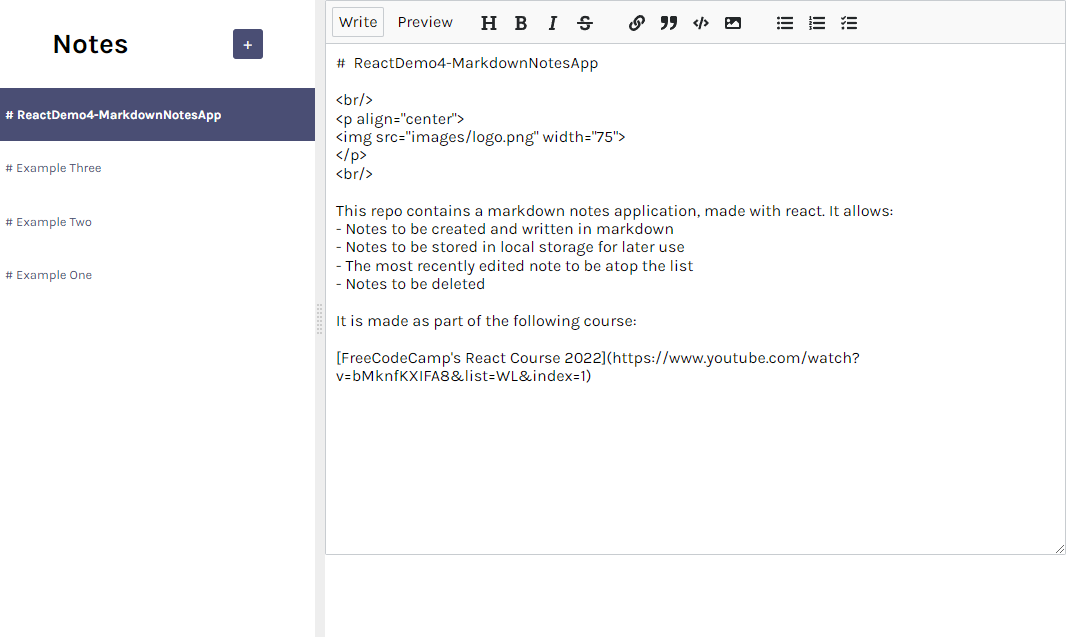 Notes
+
# ReactDemo4-MarkdownNotesApp
# Example Three
# Example Two
# Example One
Write Preview H B I S
# ReactDemo4-MarkdownNotesApp
<br/>
<p align="center">
<img src="images/logo.png" width="75">
</p>
<br/>
This repo contains a markdown notes application, made with react. It allows:
- Notes to be created and written in markdown
- Notes to be stored in local storage for later use
- The most recently edited note to be atop the list
- Notes to be deleted
It is made as part of the following course:
[FreeCodeCamp's React Course 2022](https://www.youtube.com/watch?
v=bMknfKXIFA8&list=WL&index=1)